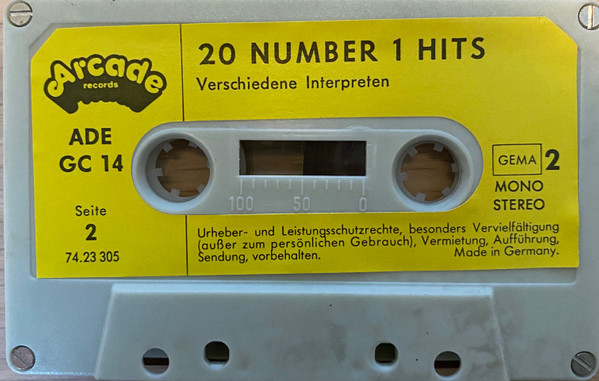 Arcade
records
20 NUMBER 1 HITS
Verschiedene Interpreten
ADE
GC 14
Seite
2
74.23 305
100 50 0
GEMA 2
MONO
STEREO
Urheber- und Leistungsschutzrechte, besonders Vervielfältigung
(außer zum persönlichen Gebrauch), Vermietung, Aufführung,
Sendung, vorbehalten. Made in Germany.